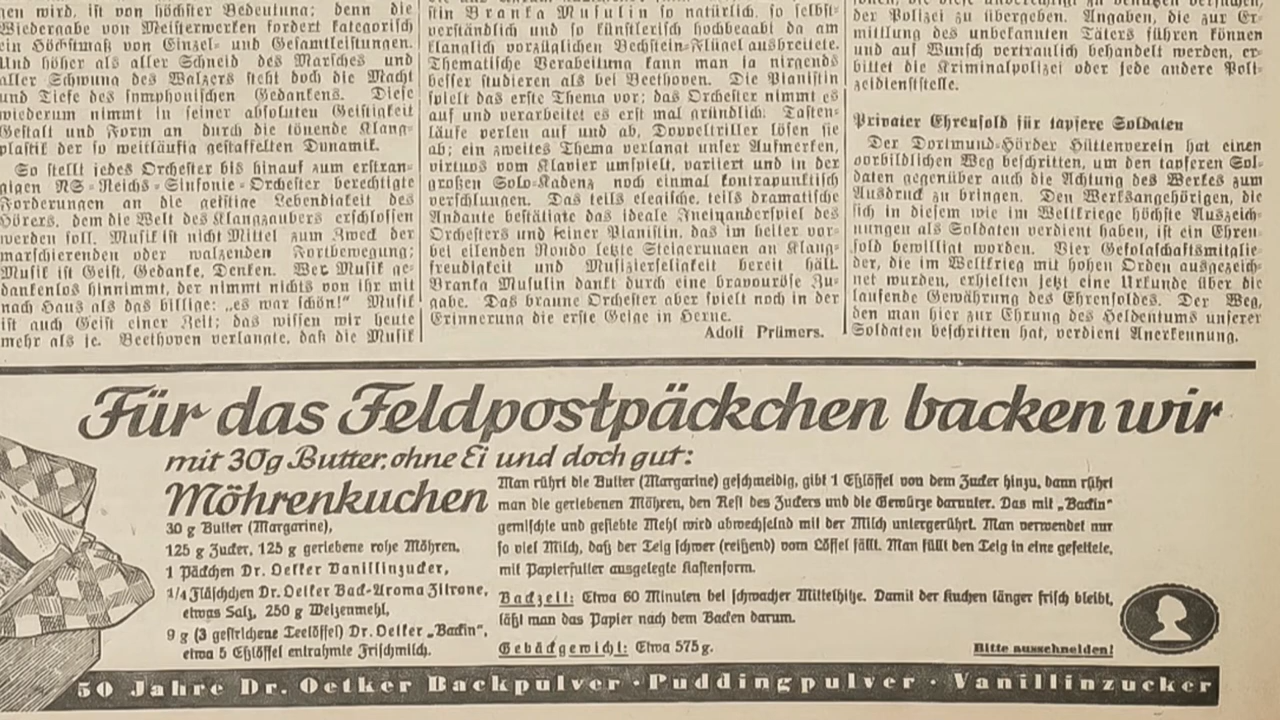 gen wird, ist von höchster Bedeutung; denn die
Wiedergabe von Meisterwerken fordert kategorisch
ein Höchstmaß von Einzel- und Gesamtleistungen.
Und höher als aller Schneid des Marsches und
aller Schwung des Walzers steht doch die Macht
und Tiefe des symphonischen Gedankens. Diese
wiederum nimmt in seiner absoluten Geistigkeit
Gestalt und Form an durch die tönende Klang-
plastik der so weitläufig gestaffelten Dynamik.
So stellt jedes Orchester bis hinauf zum erstran-
gigen NS-Reichs-Sinfonie-Orchester berechtigte
Forderungen an die geistige Lebendigkeit des
Hörers, dem die Welt des Klangzaubers erschlossen
werden soll. Musik ist nicht Mittel zum Zweck der
marschierenden oder walzenden Fortbewegung;
Musik ist Geist, Gedanke, Denken. Wer Musik ge-
dankenlos hinnimmt, der nimmt nichts von ihr mit
nach Haus als das billige: „es war schön!" Musik
ist auch Geist einer Zeit; das wissen wir heute
mehr als je. Beethoven verlangte, daß die Musik
stin Branka Musulin so natürlich, so selbst-
verständlich und so künstlerisch hochbegabt da am
klanglich vorzüglichen Bechstein-Flügel ausbreitete.
Thematische Verabeitung kann man ja nirgends
besser studieren als bei Beethoven. Die Pianistin
spielt das erste Thema vor; das Orchester nimmt es
auf und verarbeitet es erst mal gründlich. Tasten-
läufe perlen auf und ab, Doppeltriller lösen sie
ab; ein zweites Thema verlangt unser Aufmerken,
virtuos vom Klavier umspielt, variiert und in der
großen Solo-Kadenz noch einmal kontrapunktisch
verschlungen. Das teils elegische, teils dramatische
Andante bestätigte das ideale Ineinanderspiel des
Orchesters und seiner Pianistin, das im heiter vor-
bei eilenden Rondo letzte Steigerungen an Klang-
freudigkeit und Musizierseligkeit bereit hält.
Branka Musulin dankt durch eine bravouröse Zu-
gabe. Das braune Orchester aber spielt noch in der
Erinnerung die erste Geige in Herne.
Adolf Prümers.
der Polizei zu übergeben. Angaben, die zur Er-
mittlung des unbekannten Täters führen können
und auf Wunsch vertraulich behandelt werden, er-
bittet die Kriminalpolizei oder jede andere Poli-
zeidienststelle.
Privater Ehrensold für tapfere Soldaten
Der Dortmund-Hörder Hüttenverein hat einen
vorbildlichen Weg beschritten, um den tapferen Sol-
daten gegenüber auch die Achtung des Werkes zum
Ausdruck zu bringen. Den Werksangehörigen, die
sich in diesem wie im Weltkriege höchste Auszeich-
nungen als Soldaten verdient haben, ist ein Ehren-
sold bewilligt worden. Vier Gefolgschaftsmitglie-
der, die im Weltkrieg mit hohen Orden ausgezeich-
net wurden, erhielten jetzt eine Urkunde über die
laufende Gewährung des Ehrensoldes. Der Weg,
den man hier zur Ehrung des Heldentums unserer
Soldaten beschritten hat, verdient Anerkennung.
Für das Feldpostpäckchen backen wir
mit 30g Butter, ohne Ei und doch gut:
Möhrenkuchen
30 g Butter (Margarine),
125 g Zucker, 125 g geriebene rohe Möhren,
1 Päckchen Dr. Oetker Vanillinzucker,
1/4 Fläschchen Dr. Oetker Back-Aroma Zitrone,
etwas Salz, 250 g Weizenmehl,
9 g (3 gestrichene Teelöffel) Dr. Oetker „Backin",
etwa 5 Eßlöffel entrahmte Frischmilch.
Man rührt die Butter (Margarine) geschmeidig, gibt 1 Eßlöffel von dem Zucker hinzu, dann rührt
man die geriebenen Möhren, den Rest des Zuckers und die Gewürze darunter. Das mit „Backin"
gemischte und gesiebte Mehl wird abwechselnd mit der Milch untergerührt. Man verwendet nur
so viel Milch, daß der Teig schwer (reißend) vom Löffel fällt. Man füllt den Teig in eine gefettete,
mit Papierfutter ausgelegte Kastenform.
Backzeit: Etwa 60 Minuten bei schwacher Mittelhitze. Damit der Kuchen länger frisch bleibt,
läßt man das Papier nach dem Backen darum.
Gebäckgewicht: Etwa 575 g.
Bitte ausschneiden!
50 Jahre Dr. Oetker Backpulver · Puddingpulver · Vanillinzucker